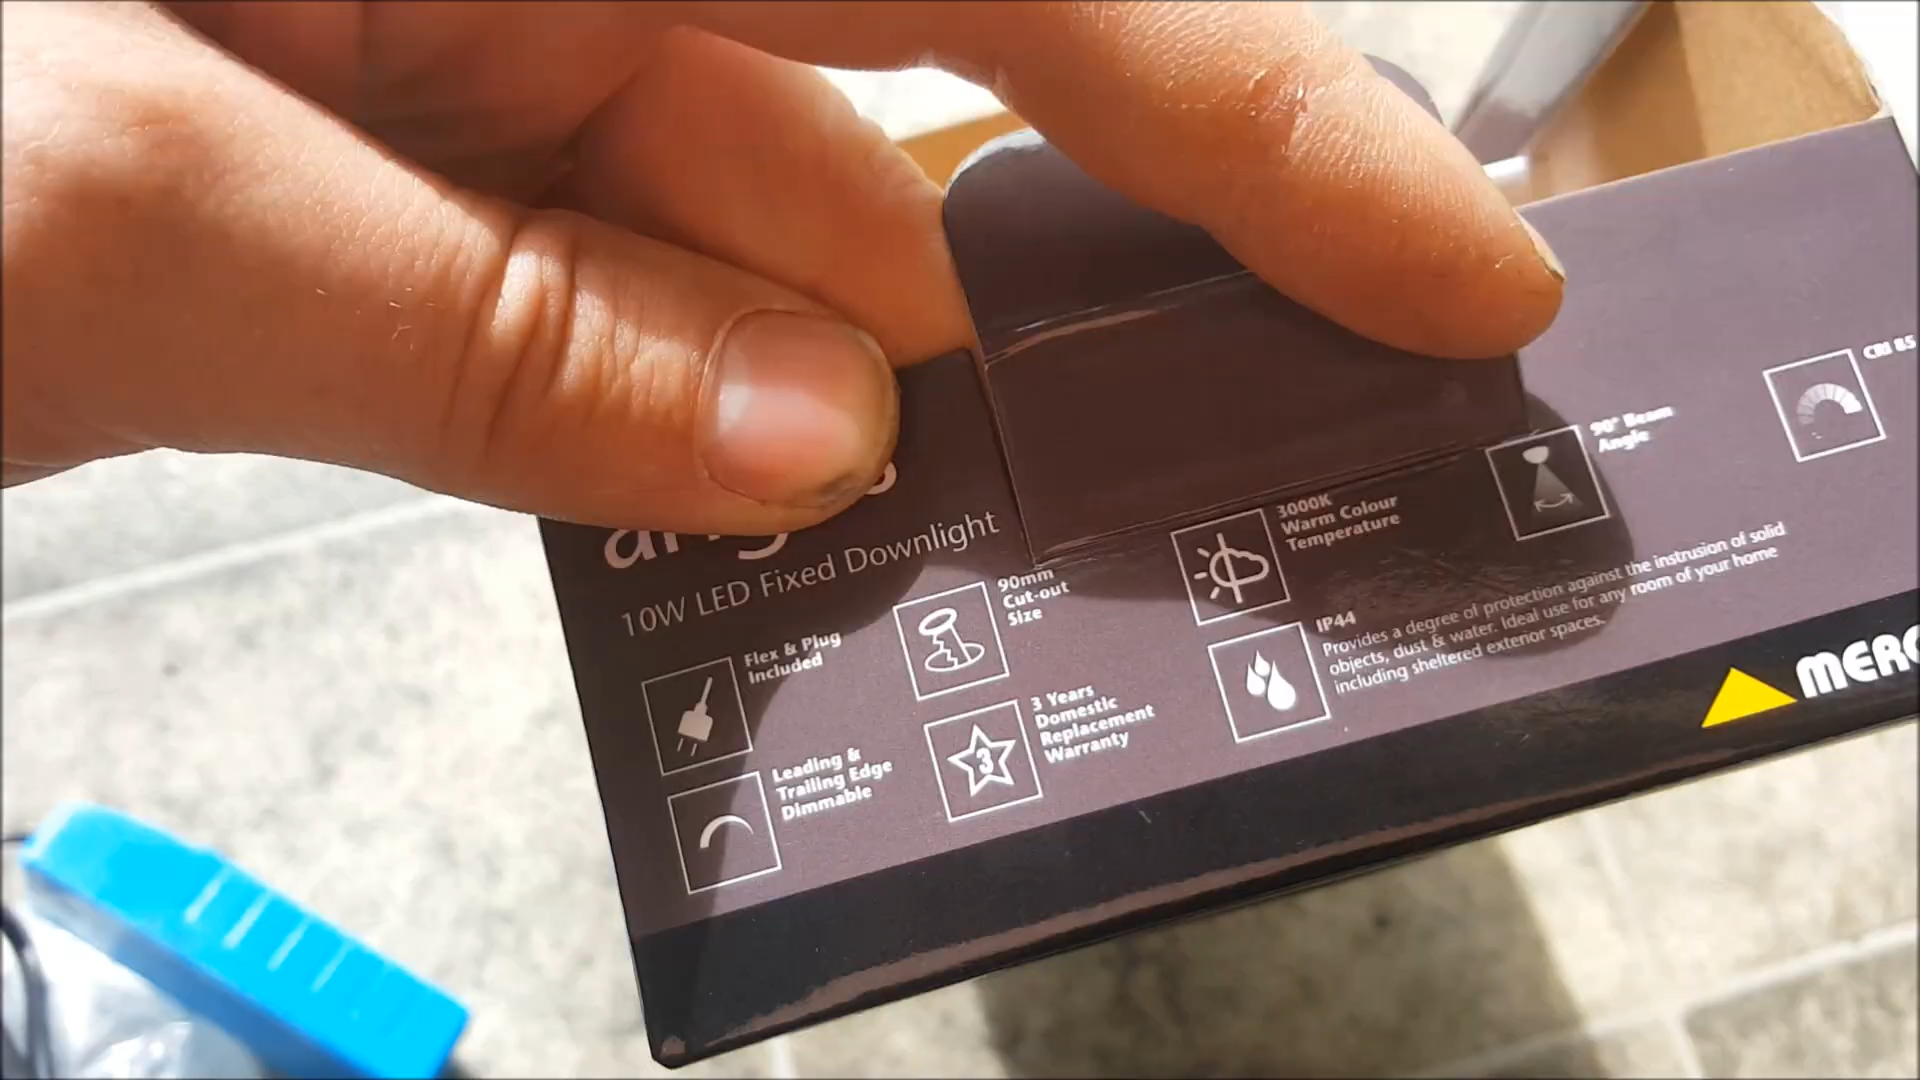 10W LED Fixed Downlight
Flex & Plug
Included
90mm
Cut-out
Size
3000K
Warm Colour
Temperature
90° Beam
Angle
CRI 85
Leading &
Trailing Edge
Dimmable
3
3 Years
Domestic
Replacement
Warranty
IP44
Provides a degree of protection against the instrusion of solid
objects, dust & water. Ideal use for any room of your home
including sheltered exterior spaces.
MERC